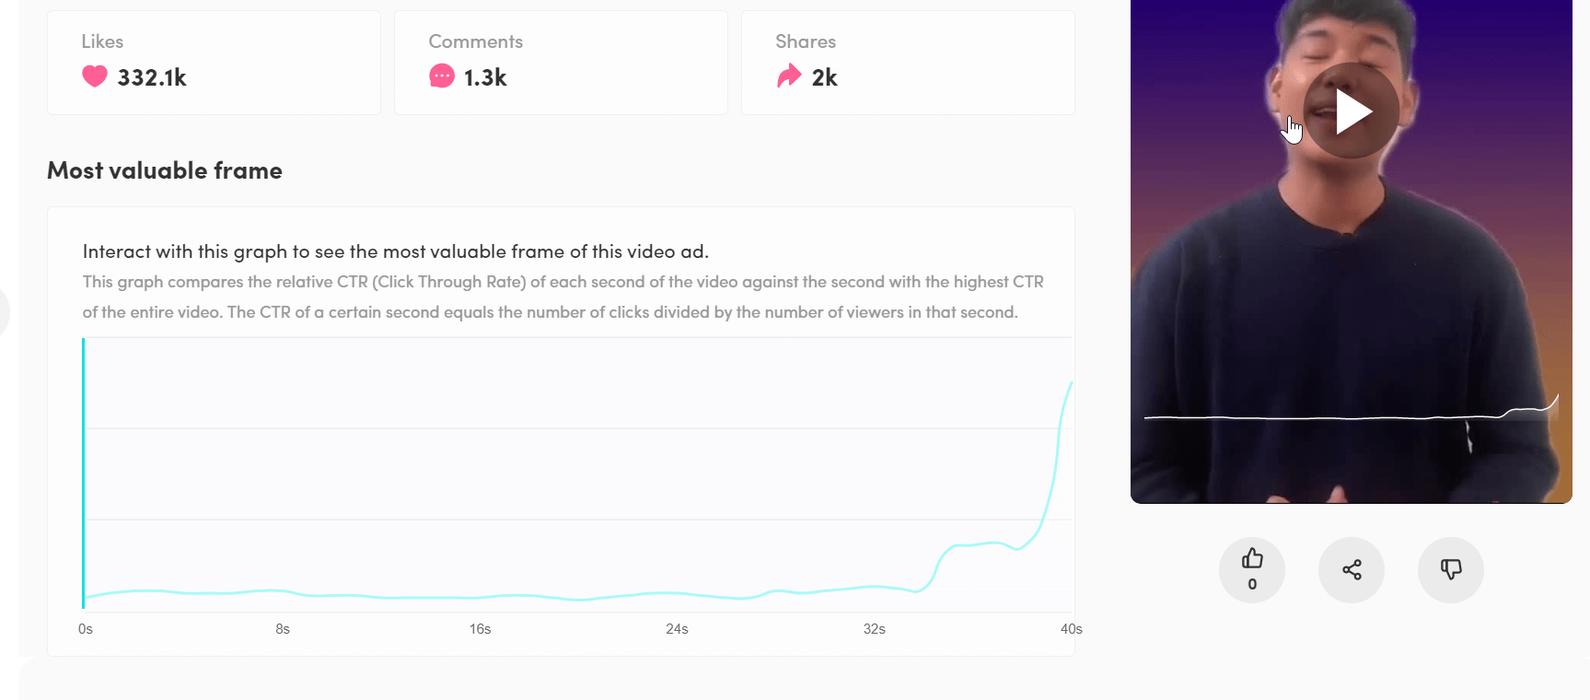 Likes
332.1k
Comments
1.3k
Shares
2k
Most valuable frame
Interact with this graph to see the most valuable frame of this video ad.
This graph compares the relative CTR (Click Through Rate) of each second of the video against the second with the highest CTR
of the entire video. The CTR of a certain second equals the number of clicks divided by the number of viewers in that second.
0s 8s 16s 24s 32s 40s
0